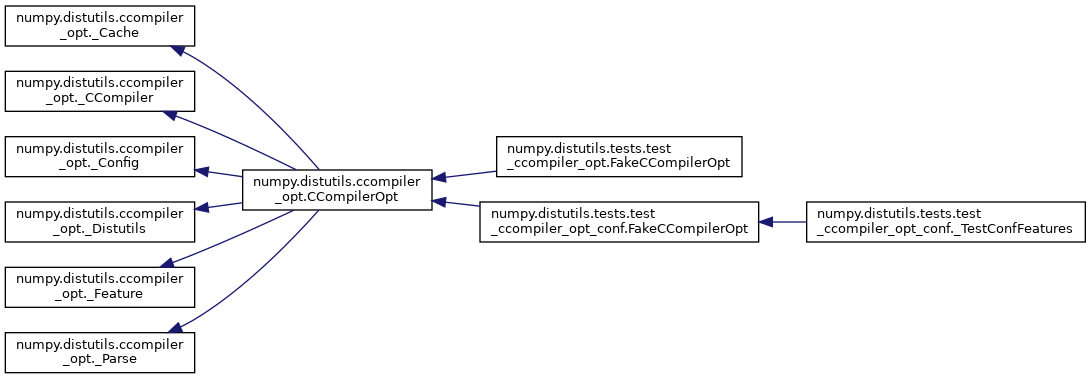 numpy.distutils.ccompiler
_opt._Cache
numpy.distutils.ccompiler
_opt._CCompiler
numpy.distutils.ccompiler
_opt._Config
numpy.distutils.ccompiler
_opt._Distutils
numpy.distutils.ccompiler
_opt._Feature
numpy.distutils.ccompiler
_opt._Parse
numpy.distutils.ccompiler
_opt.CCompilerOpt
numpy.distutils.tests.test
_ccompiler_opt.FakeCCompilerOpt
numpy.distutils.tests.test
_ccompiler_opt_conf.FakeCCompilerOpt
numpy.distutils.tests.test
_ccompiler_opt_conf._TestConfFeatures